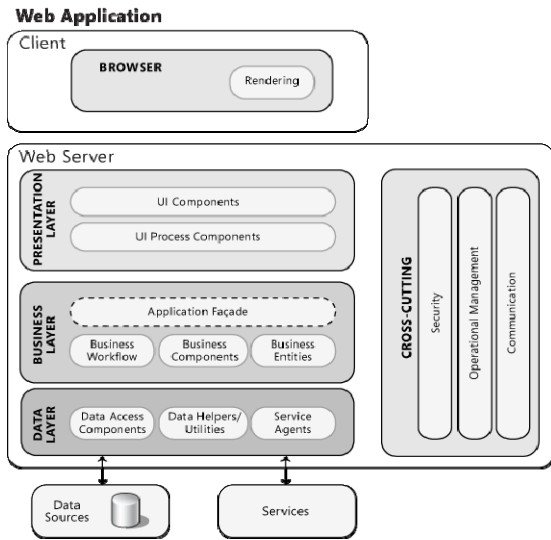 Web Application
Client
BROWSER
Rendering
Web Server
PRESENTATION
LAYER
UI Components
UI Process Components
BUSINESS
LAYER
Application Façade
Business
Workflow
Business
Components
Business
Entities
DATA
LAYER
Data Access
Components
Data Helpers/
Utilities
Service
Agents
CROSS-CUTTING
Security
Operational Management
Communication
Data
Sources
Services